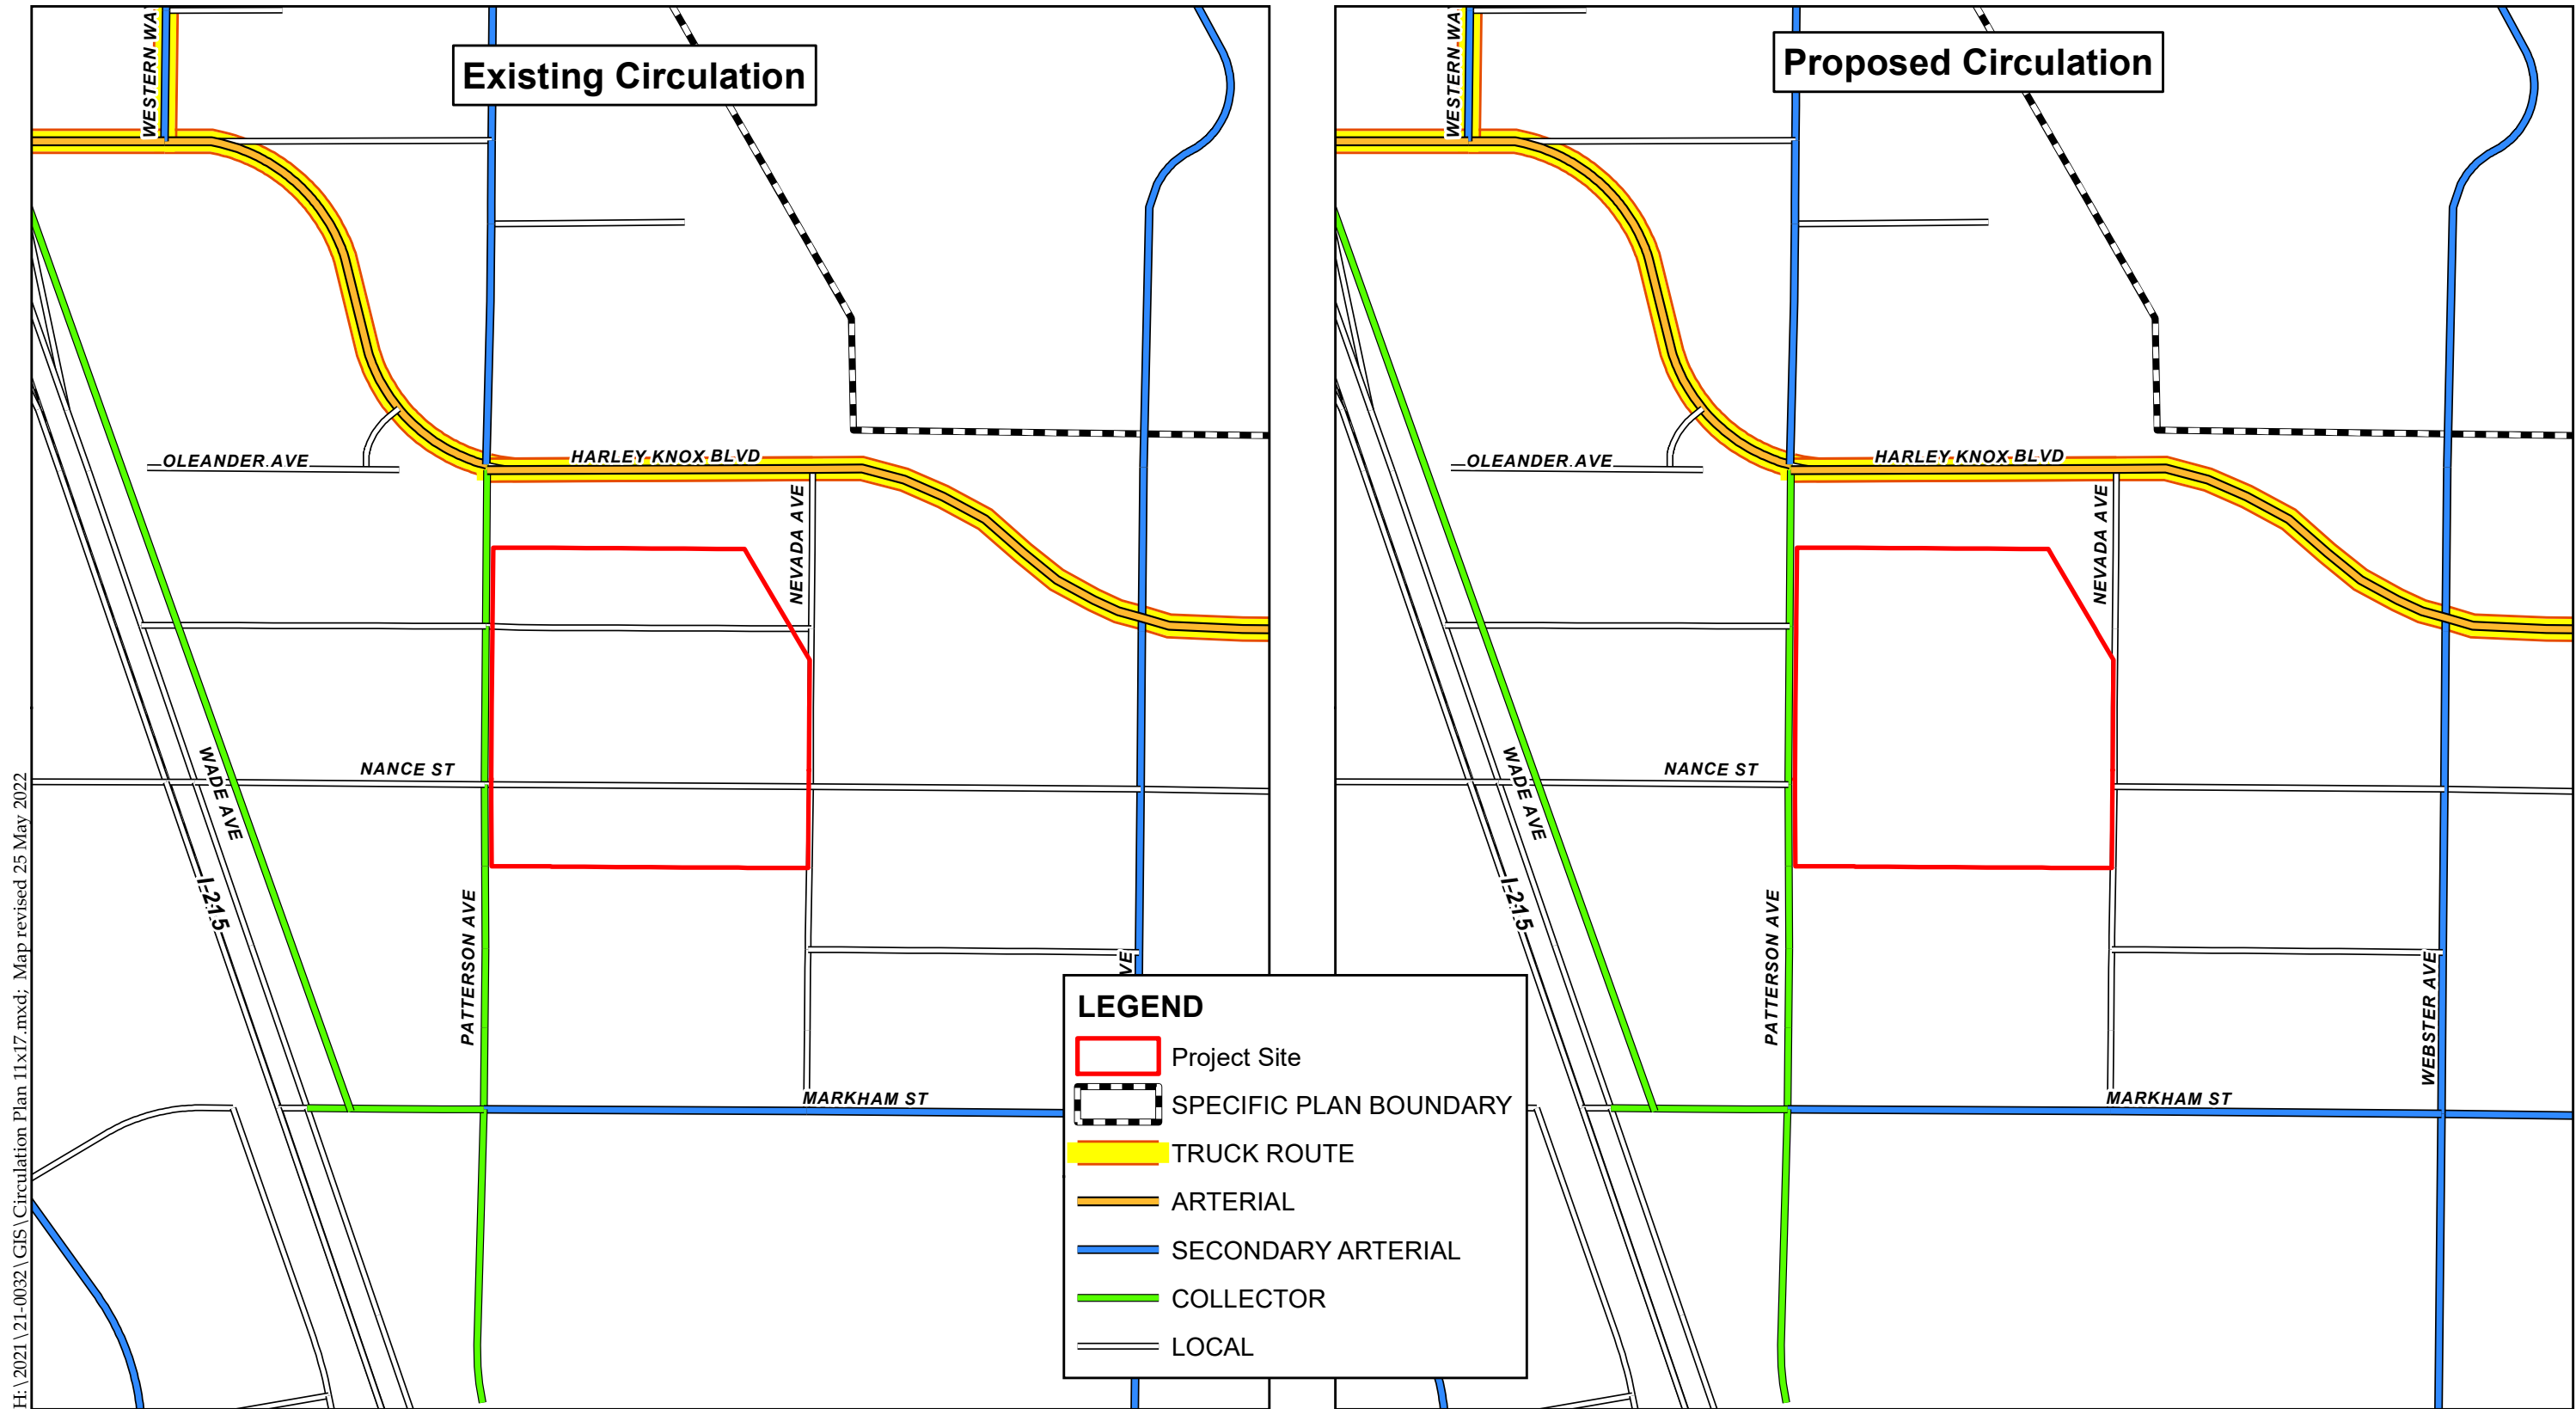 WESTERN WA
Existing Circulation
OLEANDER AVE
HARLEY KNOX BLVD
NEVADA AVE
NANCE ST
WADE AVE
I-215
PATTERSON AVE
VE
MARKHAM ST
WESTERN WA
Proposed Circulation
OLEANDER AVE
HARLEY KNOX BLVD
NEVADA AVE
NANCE ST
WADE AVE
I-215
PATTERSON AVE
WEBSTER AVE
MARKHAM ST
LEGEND
Project Site
SPECIFIC PLAN BOUNDARY
TRUCK ROUTE
ARTERIAL
SECONDARY ARTERIAL
COLLECTOR
LOCAL
H:\2021\21-0032\GIS\Circulation Plan 11x17.mxd; Map revised 25 May 2022